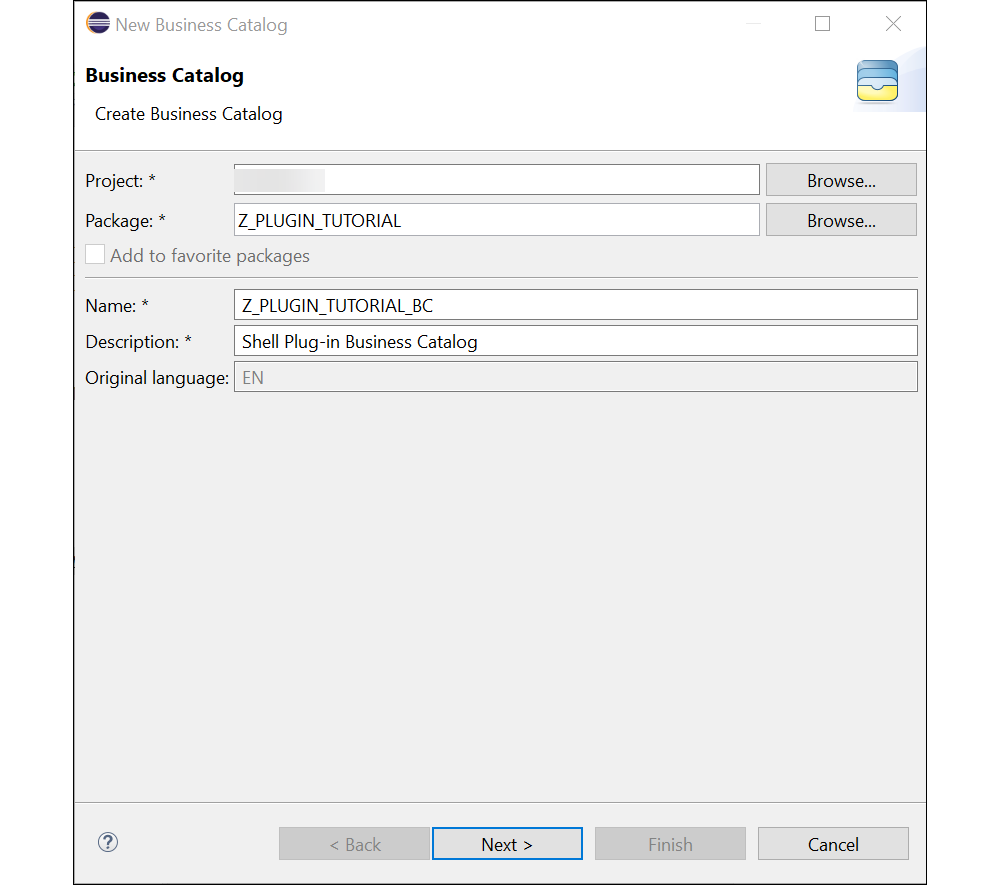 New Business Catalog
Business Catalog
Create Business Catalog
Project: * Browse...
Package: * Z_PLUGIN_TUTORIAL Browse...
Add to favorite packages
Name: * Z_PLUGIN_TUTORIAL_BC
Description: * Shell Plug-in Business Catalog
Original language: EN
? < Back Next > Finish Cancel